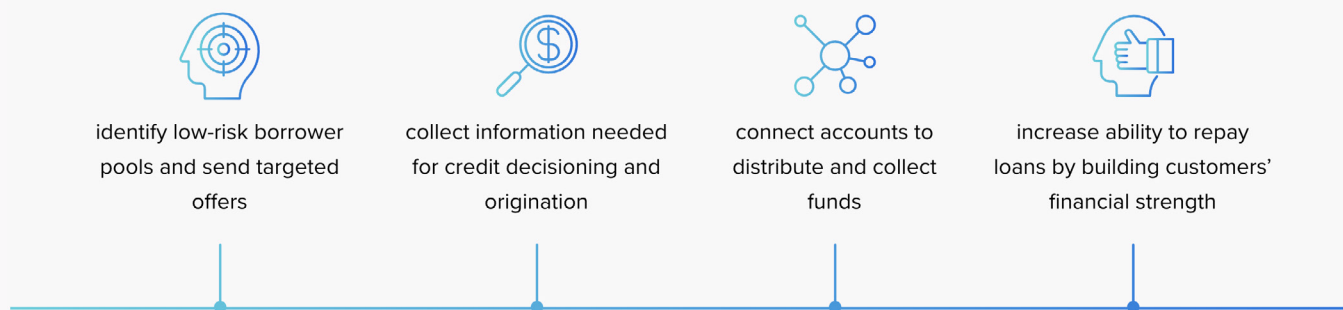 identify low-risk borrower
pools and send targeted
offers
collect information needed
for credit decisioning and
origination
connect accounts to
distribute and collect
funds
increase ability to repay
loans by building customers’
financial strength